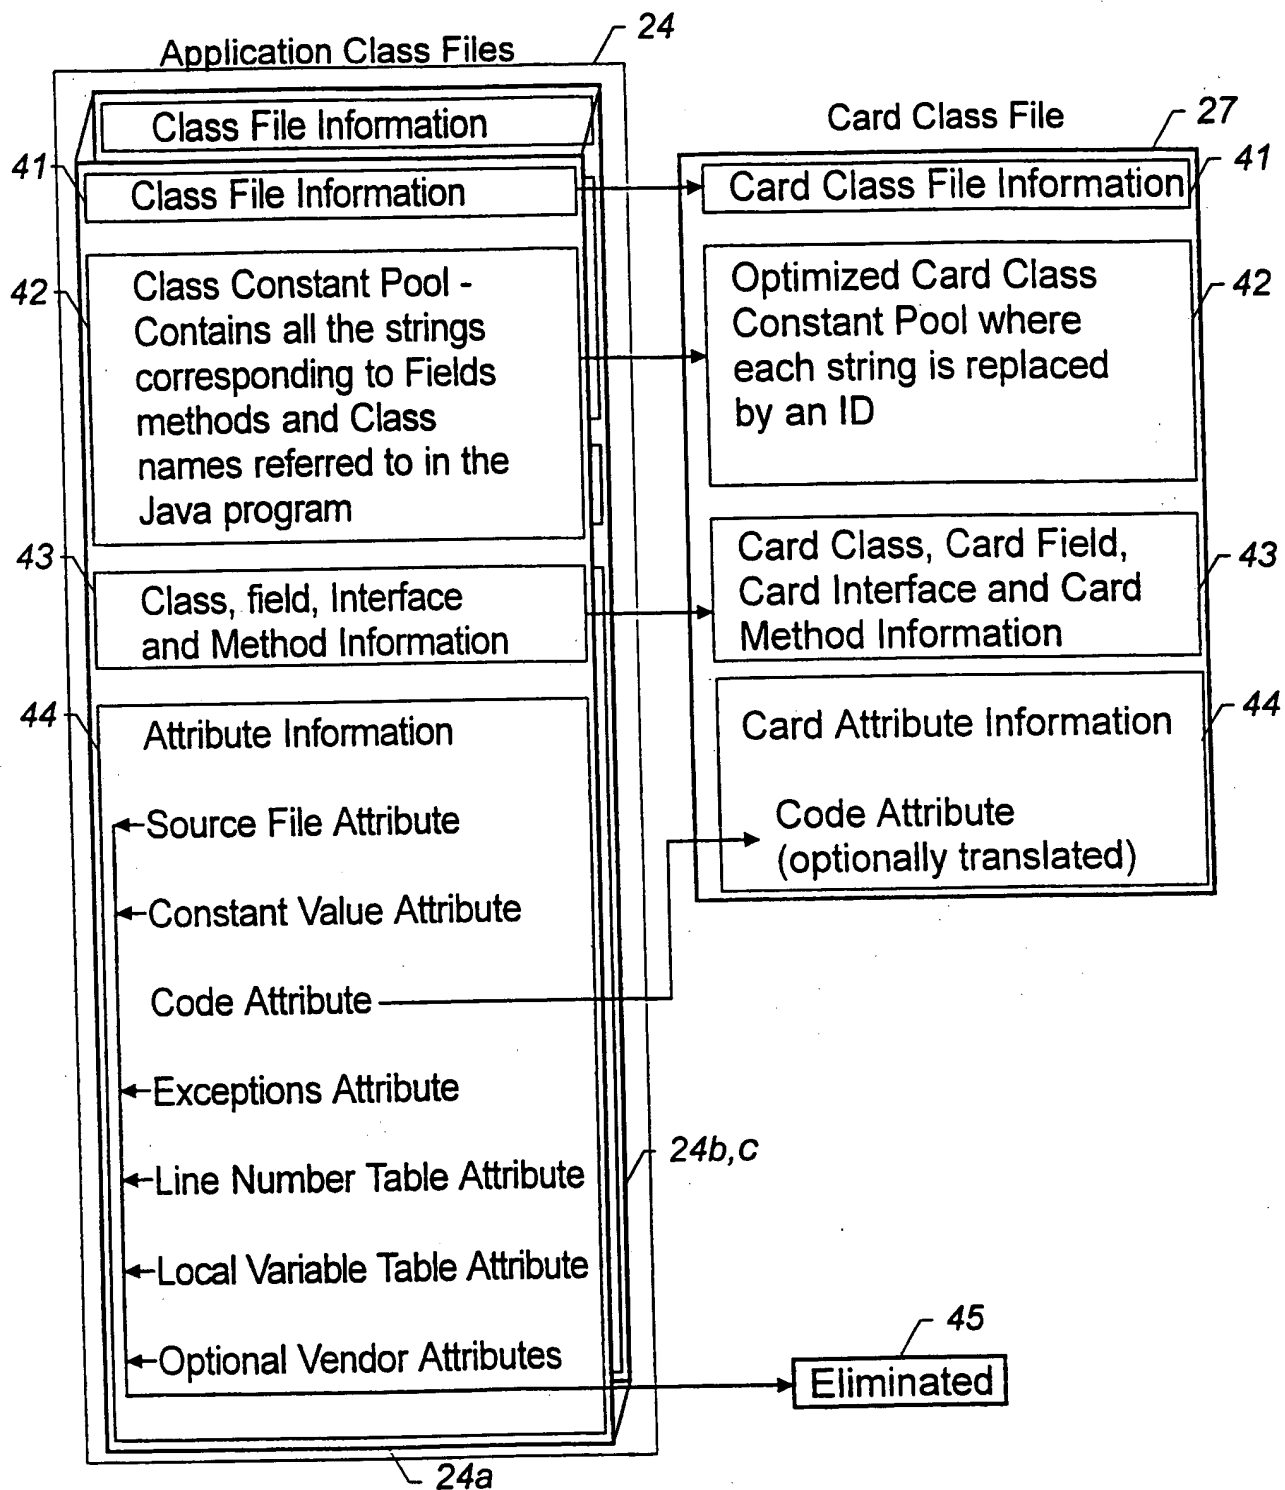 24
Application Class Files
Class File Information
Card Class File
27
41
Class File Information
Card Class File Information
41
42
Class Constant Pool -
Contains all the strings
corresponding to Fields
methods and Class
names referred to in the
Java program
Optimized Card Class
Constant Pool where
each string is replaced
by an ID
42
43
Class, field, Interface
and Method Information
Card Class, Card Field,
Card Interface and Card
Method Information
43
44
Attribute Information
Source File Attribute
Constant Value Attribute
Code Attribute
Exceptions Attribute
Line Number Table Attribute
Local Variable Table Attribute
Optional Vendor Attributes
Card Attribute Information
Code Attribute
(optionally translated)
44
24b,c
45
Eliminated
24a